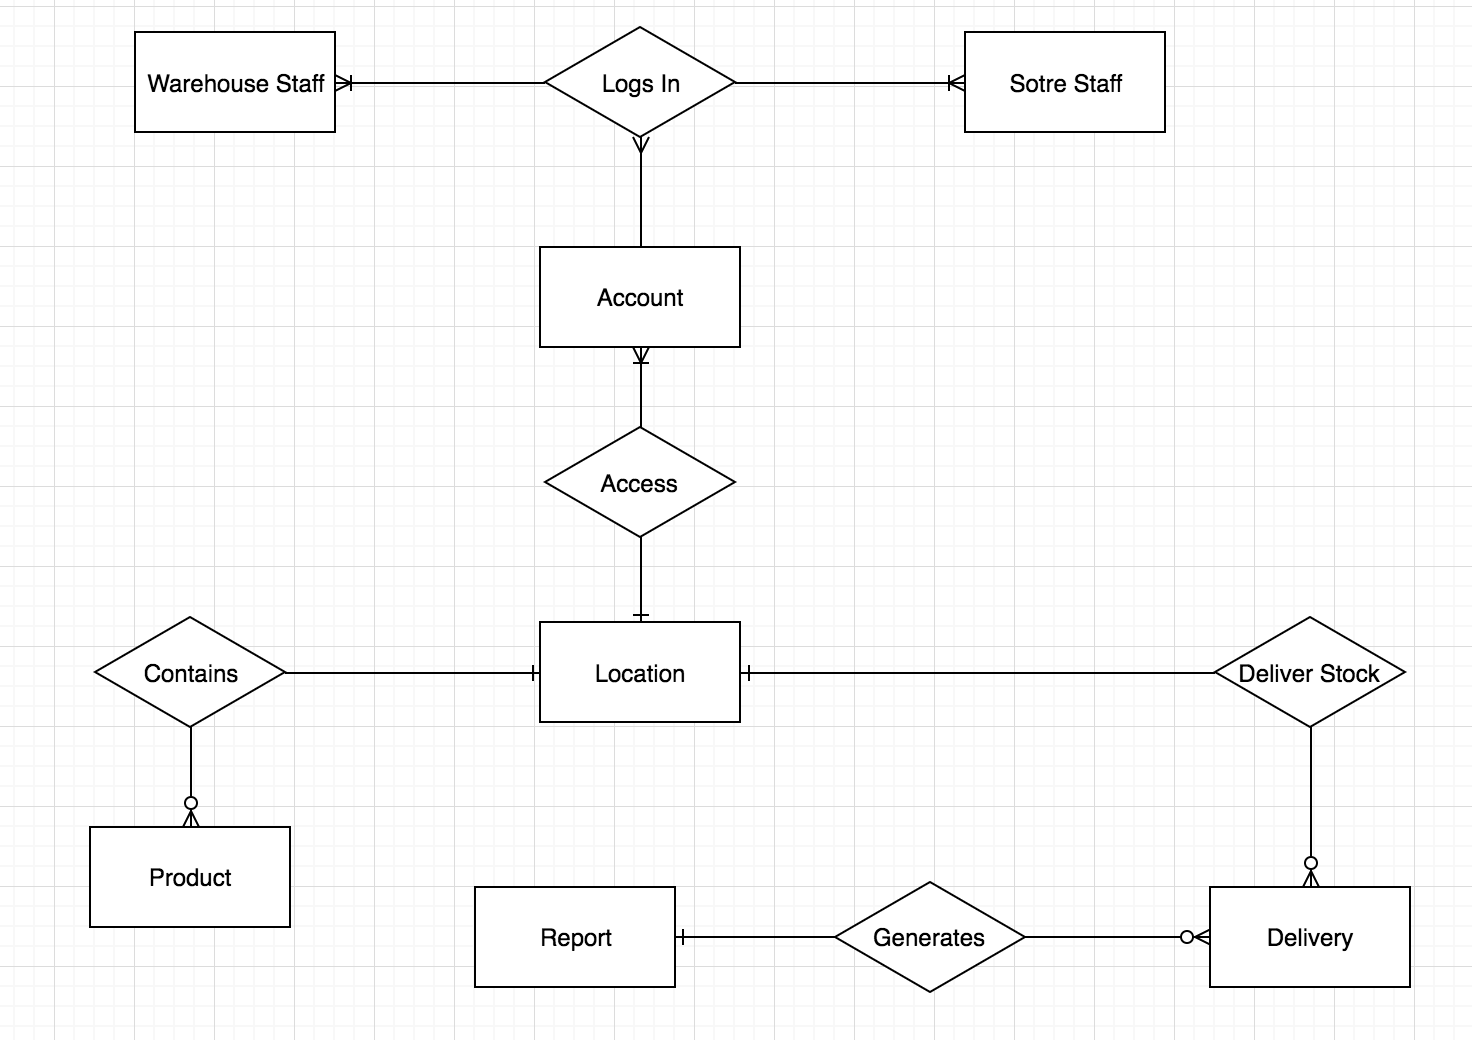 Warehouse Staff
Logs In
Sotre Staff
Account
Access
Contains
Location
Deliver Stock
Product
Report
Generates
Delivery